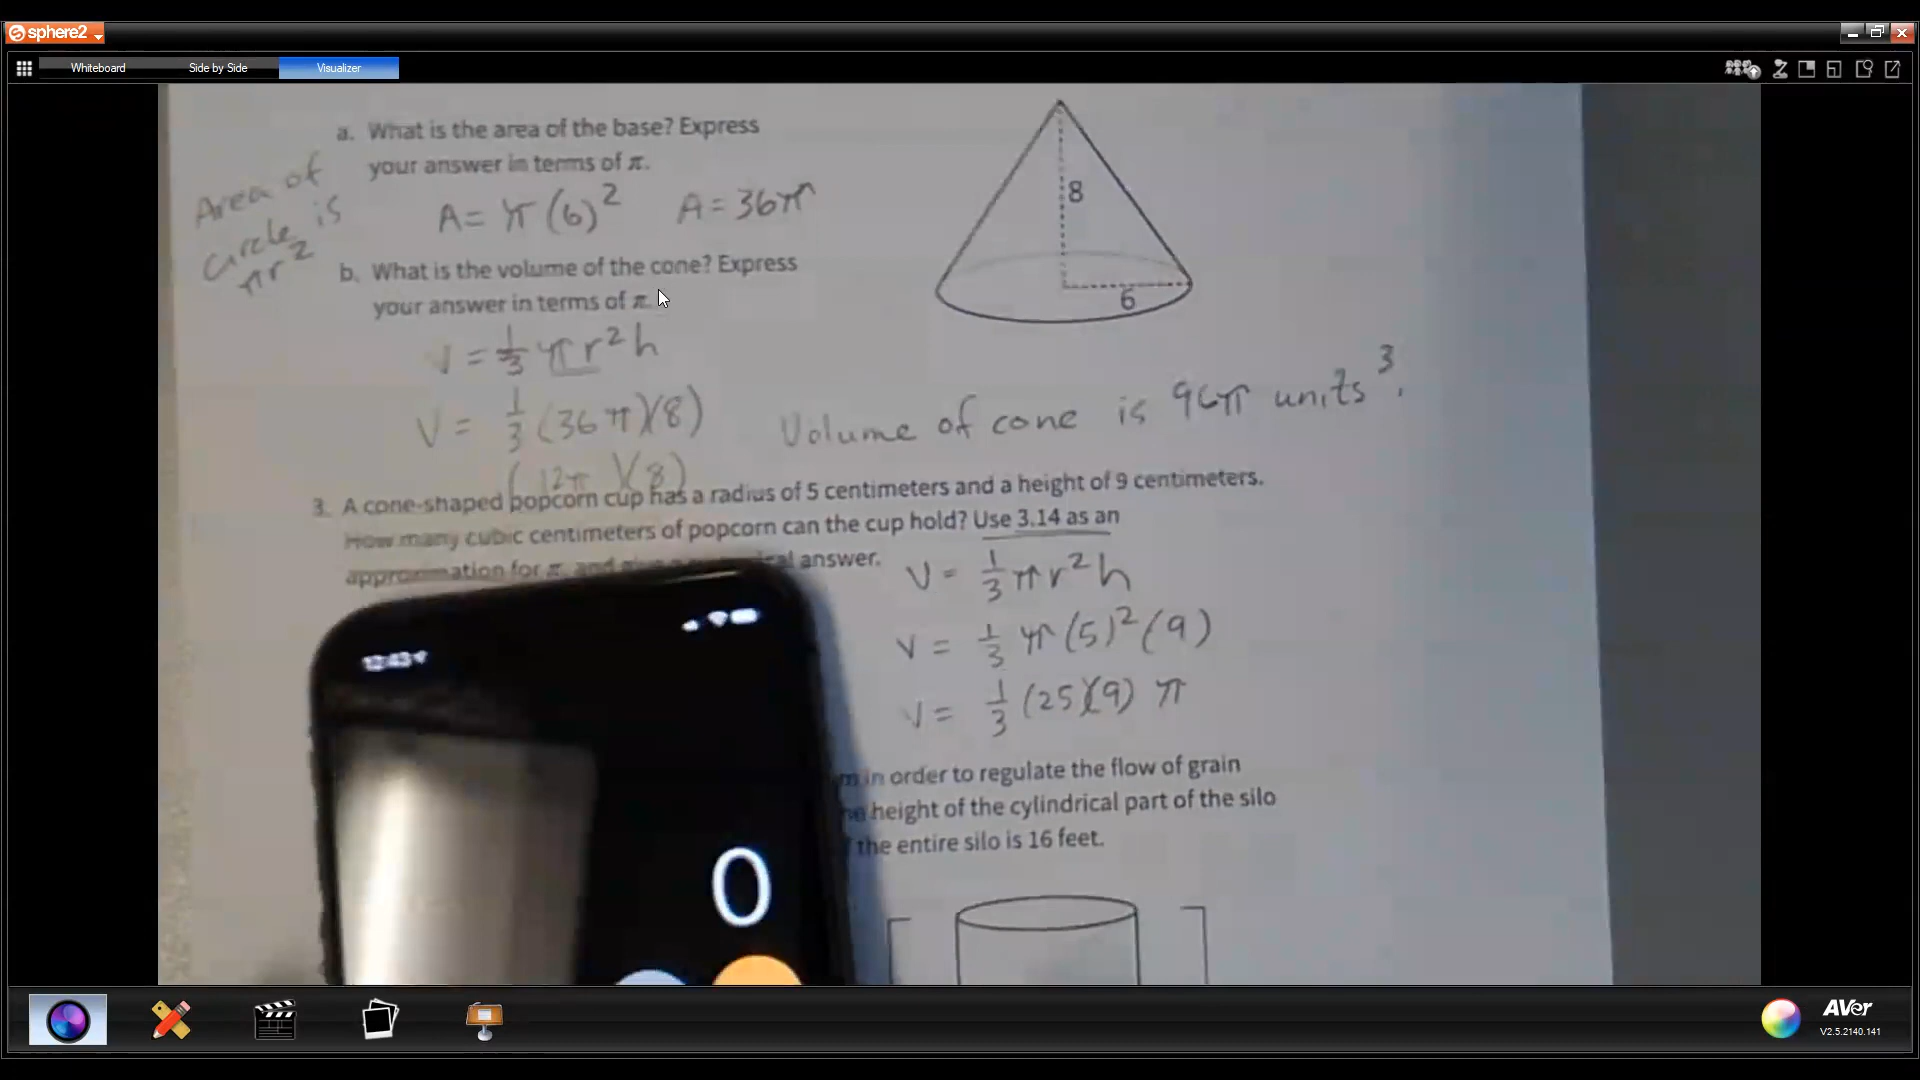 sphere2
Whiteboard
Side by Side
Visualizer
a. What is the area of the base? Express
your answer in terms of π.
Area of
circle is
πr²
A = π(6)² A = 36π
8
6
b. What is the volume of the cone? Express
your answer in terms of π.
V = 1/3 πr²h
V = 1/3 (36π)(8)
(12π)(8)
Volume of cone is 96π units³.
3. A cone-shaped popcorn cup has a radius of 5 centimeters and a height of 9 centimeters.
How many cubic centimeters of popcorn can the cup hold? Use 3.14 as an
approximation for π, and give answer.
V = 1/3 πr²h
V = 1/3 π(5)²(9)
V = 1/3 (25)(9) π
12:43
0
in order to regulate the flow of grain
height of the cylindrical part of the silo
the entire silo is 16 feet.
AVer
V2.5.2140.141